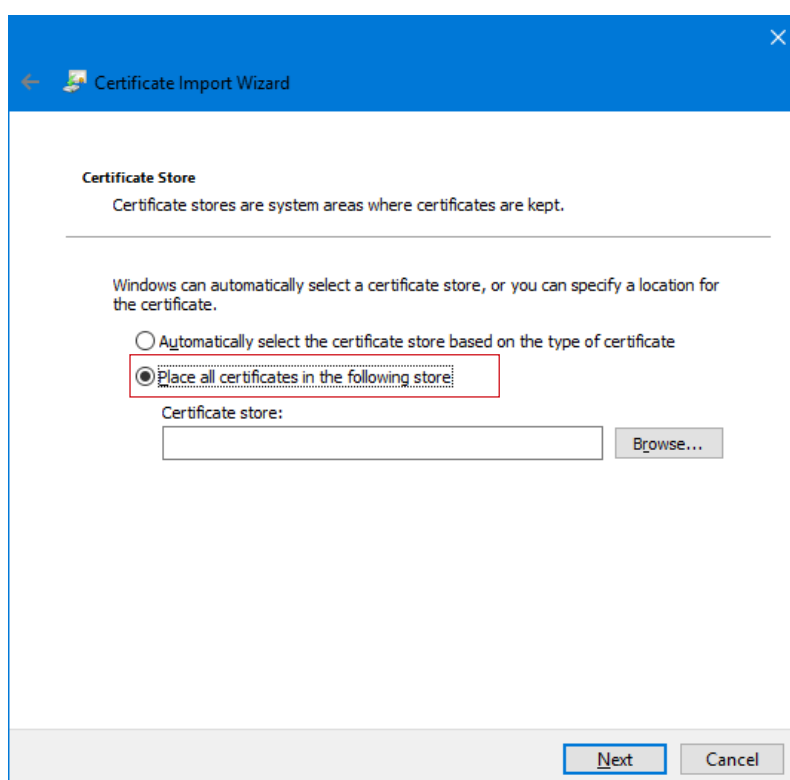 Certificate Import Wizard
Certificate Store
Certificate stores are system areas where certificates are kept.
Windows can automatically select a certificate store, or you can specify a location for
the certificate.
Automatically select the certificate store based on the type of certificate
Place all certificates in the following store
Certificate store:
Browse...
Next Cancel